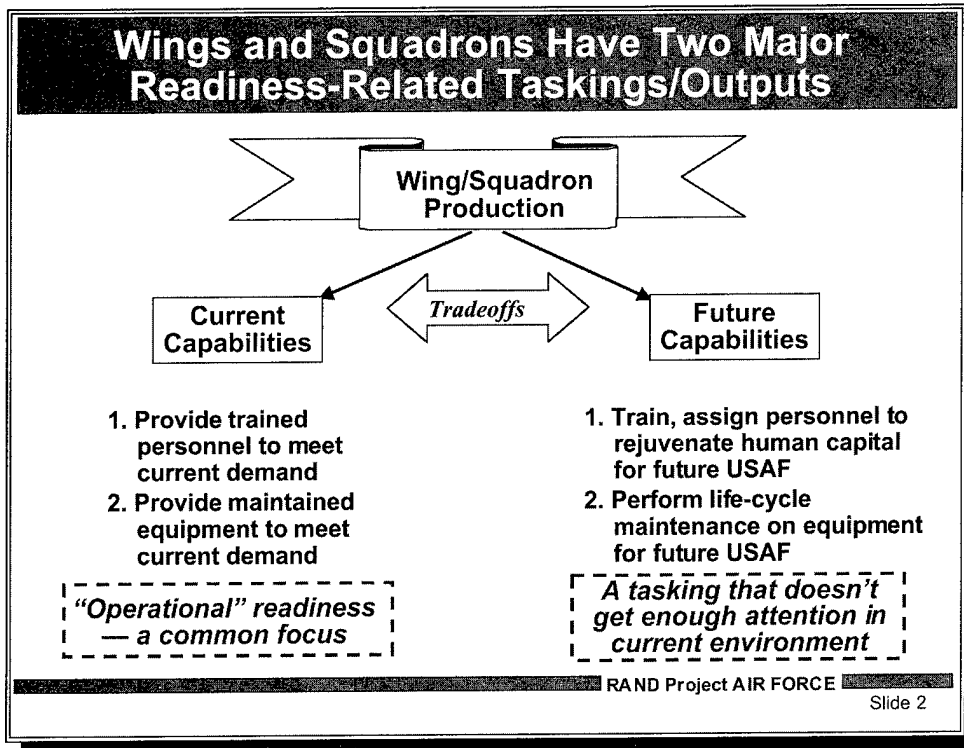 Wings and Squadrons Have Two Major
Readiness-Related Taskings/Outputs
Wing/Squadron
Production
Tradeoffs
Current
Capabilities
1. Provide trained
personnel to meet
current demand
2. Provide maintained
equipment to meet
current demand
“Operational” readiness
— a common focus
Future
Capabilities
1. Train, assign personnel to
rejuvenate human capital
for future USAF
2. Perform life-cycle
maintenance on equipment
for future USAF
A tasking that doesn’t
get enough attention in
current environment
RAND Project AIR FORCE
Slide 2